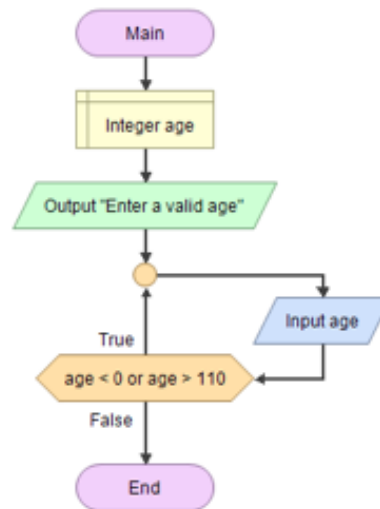 Main
Integer age
Output "Enter a valid age"
Input age
True
age < 0 or age > 110
False
End